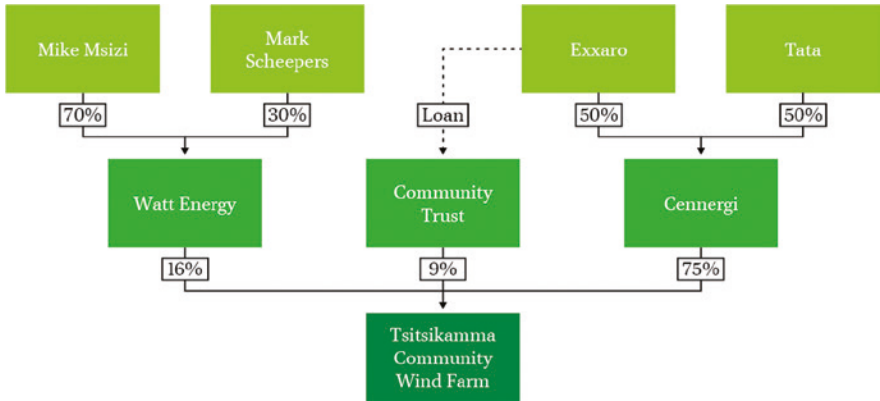 Mike Msizi
Mark
Scheepers
Exxaro
Tata
70%
30%
Loan
50%
50%
Watt Energy
Community
Trust
Cennergi
16%
9%
75%
Tsitsikamma
Community
Wind Farm